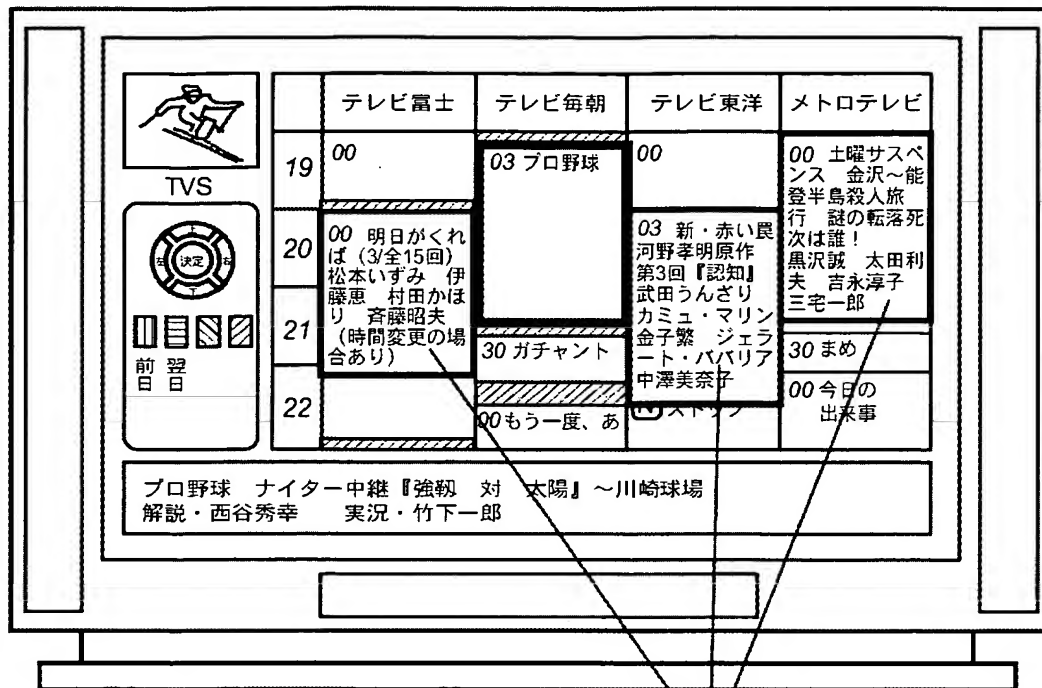 テレビ富士 テレビ毎朝 テレビ東洋 メトロテレビ
TVS
上
左 決定 右
下
前日 翌日
19
20
21
22
00
00 明日がくれ
ば（3/全15回）
松本いずみ 伊
藤恵 村田かほ
り 斉藤昭夫
（時間変更の場
合あり）
03 プロ野球
30 ガチャント
00もう一度、あ
00
03 新・赤い罠
河野孝明原作
第3回『認知』
武田うんざり
カミュ・マリン
金子繁 ジェラ
ート・ババリア
中澤美奈子
00 土曜サスペ
ンス 金沢～能
登半島殺人旅
行 謎の転落死
次は誰！
黒沢誠 太田利
夫 吉永淳子
三宅一郎
30 まめ
00 今日の
出来事
プロ野球 ナイター中継『強靭 対 太陽』～川崎球場
解説・西谷秀幸 実況・竹下一郎